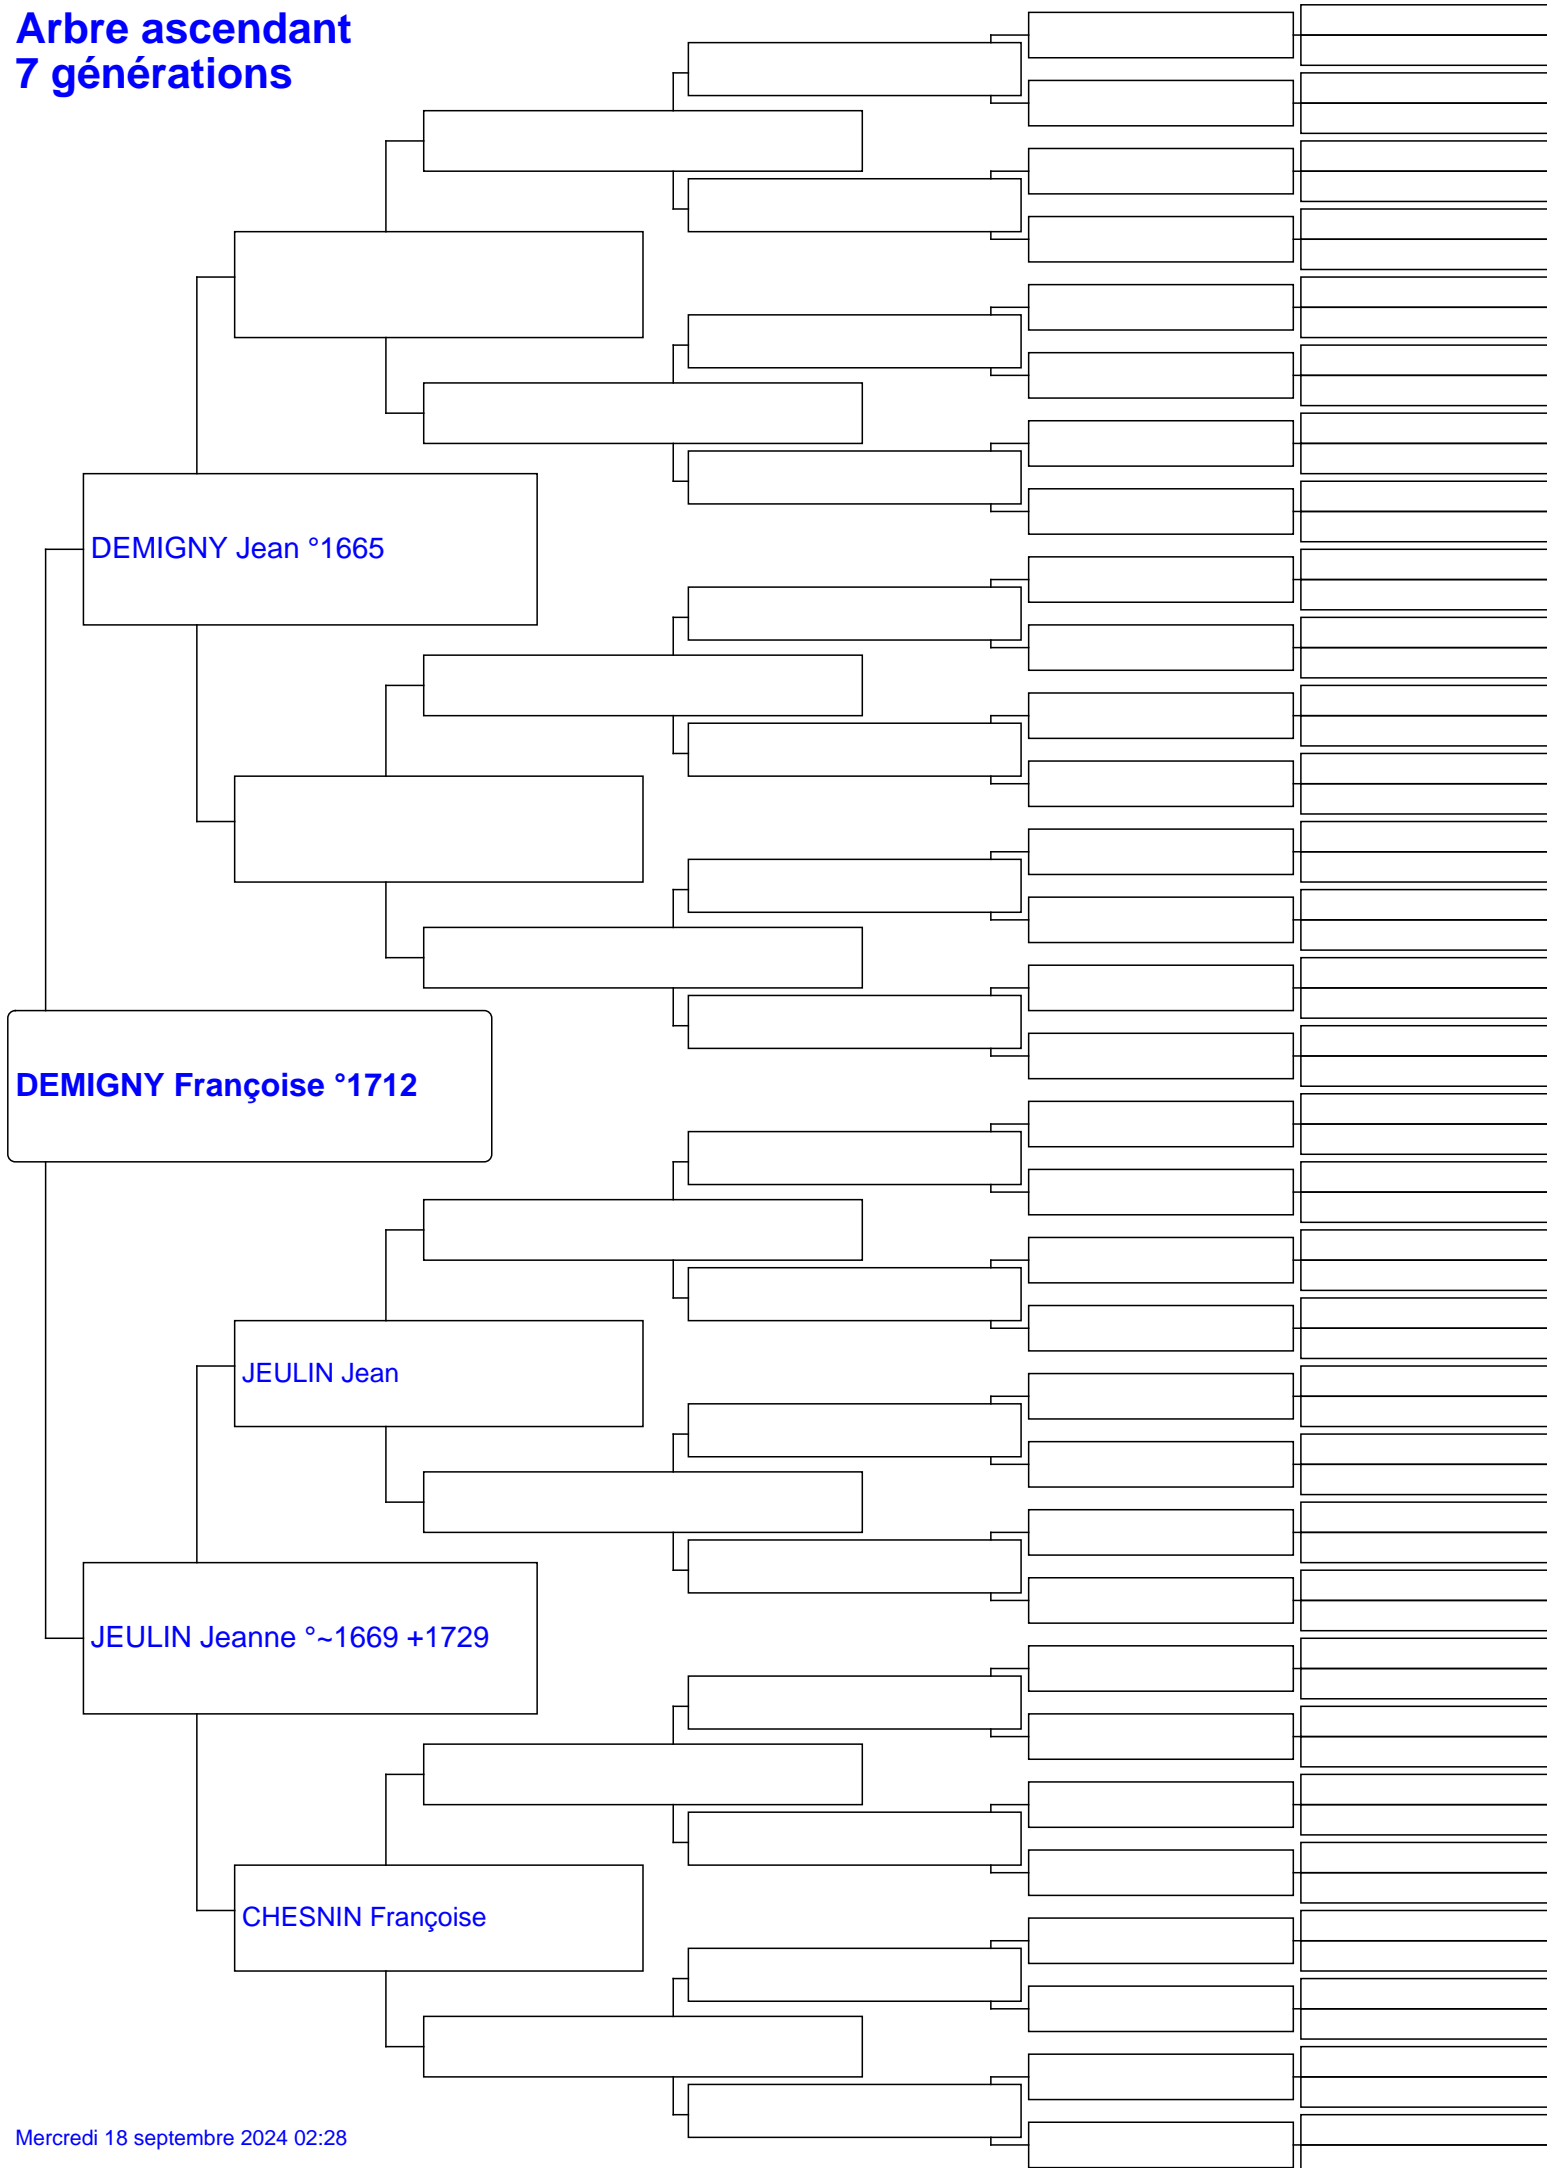 Arbre ascendant
7 générations
DEMIGNY Jean °1665
DEMIGNY Françoise °1712
JEULIN Jean
JEULIN Jeanne °~1669 +1729
CHESNIN Françoise
Mercredi 18 septembre 2024 02:28